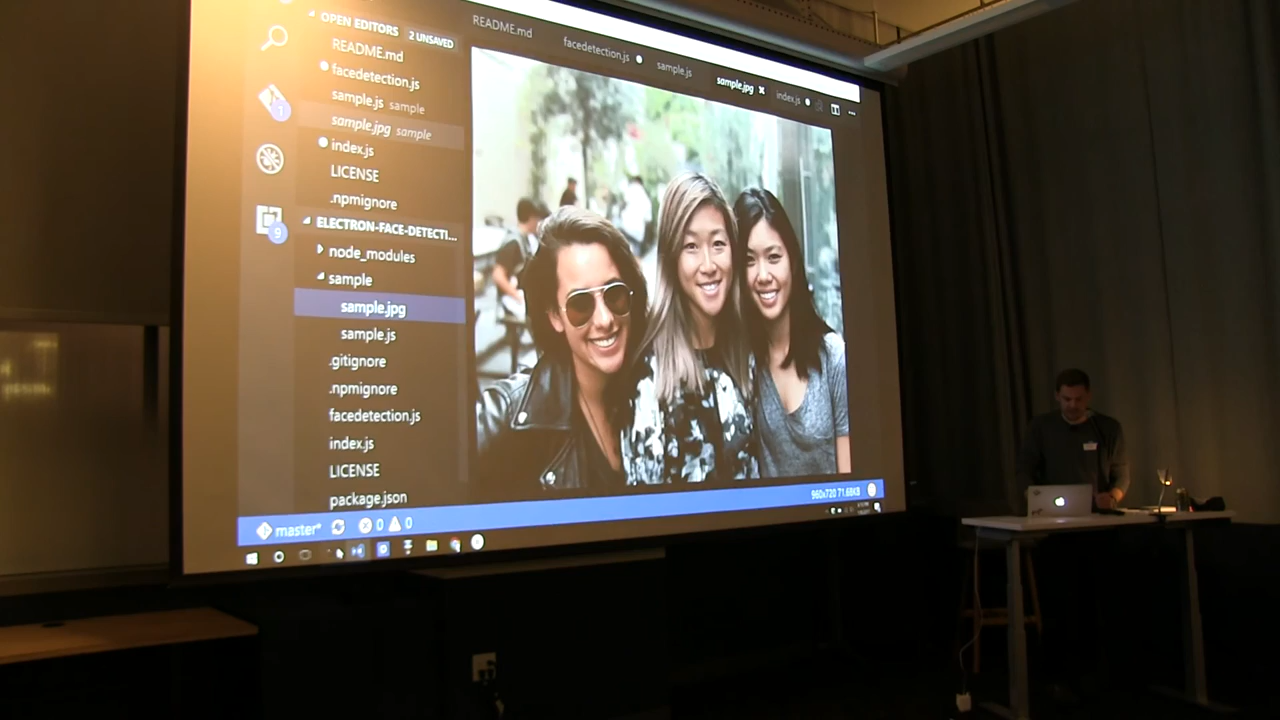 OPEN EDITORS 2 UNSAVED
README.md
facedetection.js
sample.js sample
sample.jpg sample
index.js
LICENSE
.npmignore
ELECTRON-FACE-DETECTI...
node_modules
sample
sample.jpg
sample.js
.gitignore
.npmignore
facedetection.js
index.js
LICENSE
package.json
master* 0 0
README.md facedetection.js sample.js sample.jpg index.js
960x720 71.68KB
1
9